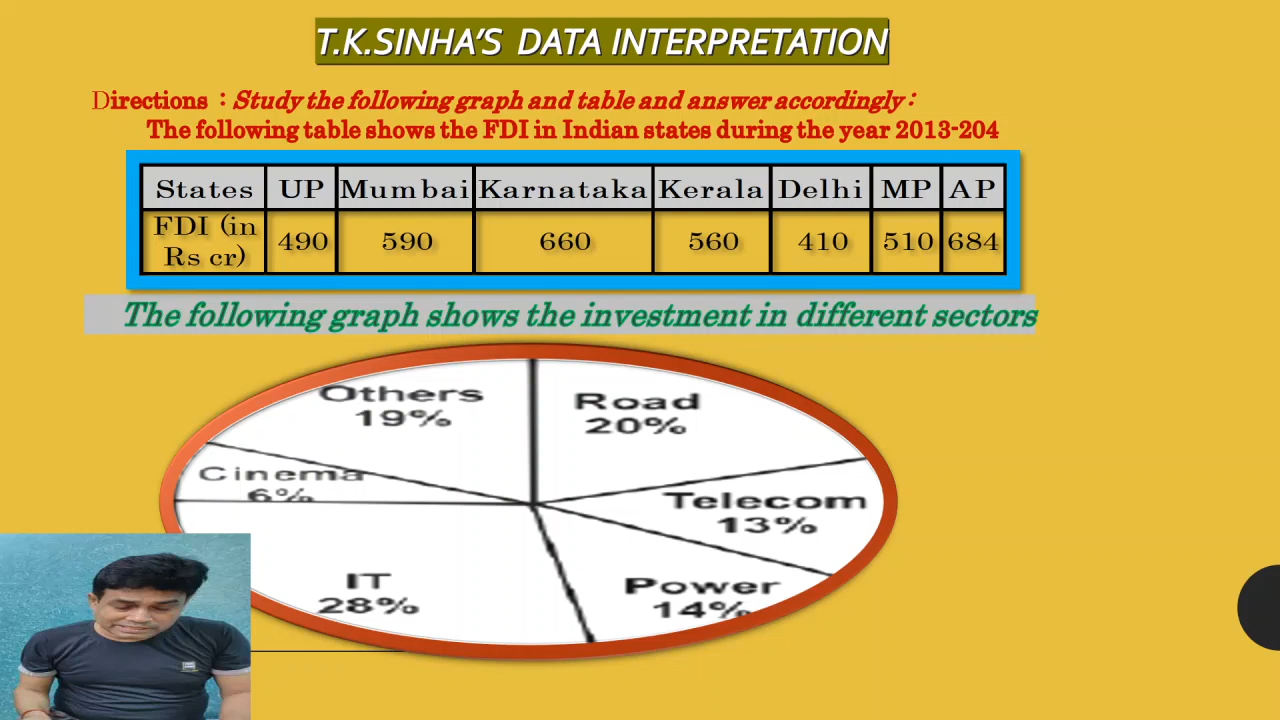 T.K.SINHA'S DATA INTERPRETATION
Directions : Study the following graph and table and answer accordingly :
The following table shows the FDI in Indian states during the year 2013-204
States UP Mumbai Karnataka Kerala Delhi MP AP
FDI (in Rs cr) 490 590 660 560 410 510 684
The following graph shows the investment in different sectors
Others
19%
Road
20%
Cinema
6%
Telecom
13%
IT
28%
Power
14%